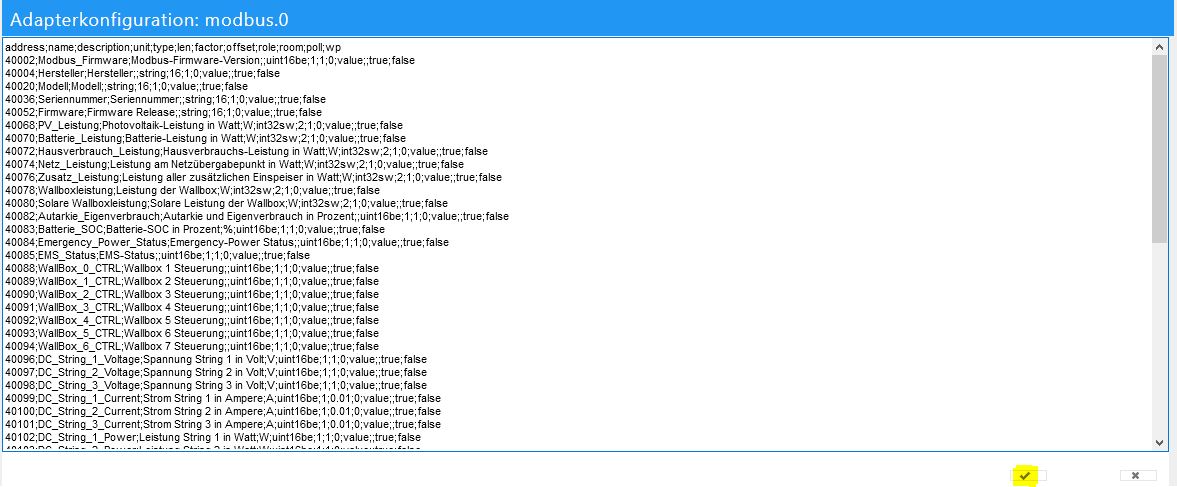 Adapterkonfiguration: modbus.0
address;name;description;unit;type;len;factor;offset;role;room;poll;wp
40002;Modbus_Firmware;Modbus-Firmware-Version;;uint16be;1;1;0;value;;true;false
40004;Hersteller;Hersteller;;string;16;1;0;value;;true;false
40020;Modell;Modell;;string;16;1;0;value;;true;false
40036;Seriennummer;Seriennummer;;string;16;1;0;value;;true;false
40052;Firmware;Firmware Release;;string;16;1;0;value;;true;false
40068;PV_Leistung;Photovoltaik-Leistung in Watt;W;int32sw;2;1;0;value;;true;false
40070;Batterie_Leistung;Batterie-Leistung in Watt;W;int32sw;2;1;0;value;;true;false
40072;Hausverbrauch_Leistung;Hausverbrauchs-Leistung in Watt;W;int32sw;2;1;0;value;;true;false
40074;Netz_Leistung;Leistung am Netzübergabepunkt in Watt;W;int32sw;2;1;0;value;;true;false
40076;Zusatz_Leistung;Leistung aller zusätzlichen Einspeiser in Watt;W;int32sw;2;1;0;value;;true;false
40078;Wallboxleistung;Leistung der Wallbox;W;int32sw;2;1;0;value;;true;false
40080;Solare Wallboxleistung;Solare Leistung der Wallbox;W;int32sw;2;1;0;value;;true;false
40082;Autarkie_Eigenverbrauch;Autarkie und Eigenverbrauch in Prozent;;uint16be;1;1;0;value;;true;false
40083;Batterie_SOC;Batterie-SOC in Prozent;%;uint16be;1;1;0;value;;true;false
40084;Emergency_Power_Status;Emergency-Power Status;;uint16be;1;1;0;value;;true;false
40085;EMS_Status;EMS-Status;;uint16be;1;1;0;value;;true;false
40088;WallBox_0_CTRL;Wallbox 1 Steuerung;;uint16be;1;1;0;value;;true;false
40089;WallBox_1_CTRL;Wallbox 2 Steuerung;;uint16be;1;1;0;value;;true;false
40090;WallBox_2_CTRL;Wallbox 3 Steuerung;;uint16be;1;1;0;value;;true;false
40091;WallBox_3_CTRL;Wallbox 4 Steuerung;;uint16be;1;1;0;value;;true;false
40092;WallBox_4_CTRL;Wallbox 5 Steuerung;;uint16be;1;1;0;value;;true;false
40093;WallBox_5_CTRL;Wallbox 6 Steuerung;;uint16be;1;1;0;value;;true;false
40094;WallBox_6_CTRL;Wallbox 7 Steuerung;;uint16be;1;1;0;value;;true;false
40096;DC_String_1_Voltage;Spannung String 1 in Volt;V;uint16be;1;1;0;value;;true;false
40097;DC_String_2_Voltage;Spannung String 2 in Volt;V;uint16be;1;1;0;value;;true;false
40098;DC_String_3_Voltage;Spannung String 3 in Volt;V;uint16be;1;1;0;value;;true;false
40099;DC_String_1_Current;Strom String 1 in Ampere;A;uint16be;1;0.01;0;value;;true;false
40100;DC_String_2_Current;Strom String 2 in Ampere;A;uint16be;1;0.01;0;value;;true;false
40101;DC_String_3_Current;Strom String 3 in Ampere;A;uint16be;1;0.01;0;value;;true;false
40102;DC_String_1_Power;Leistung String 1 in Watt;W;uint16be;1;1;0;value;;true;false